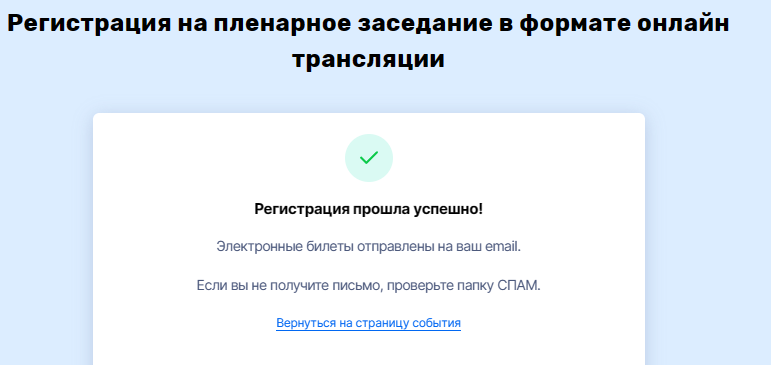 Регистрация на пленарное заседание в формате онлайн
трансляции
Регистрация прошла успешно!
Электронные билеты отправлены на ваш email.
Если вы не получите письмо, проверьте папку СПАМ.
Вернуться на страницу события